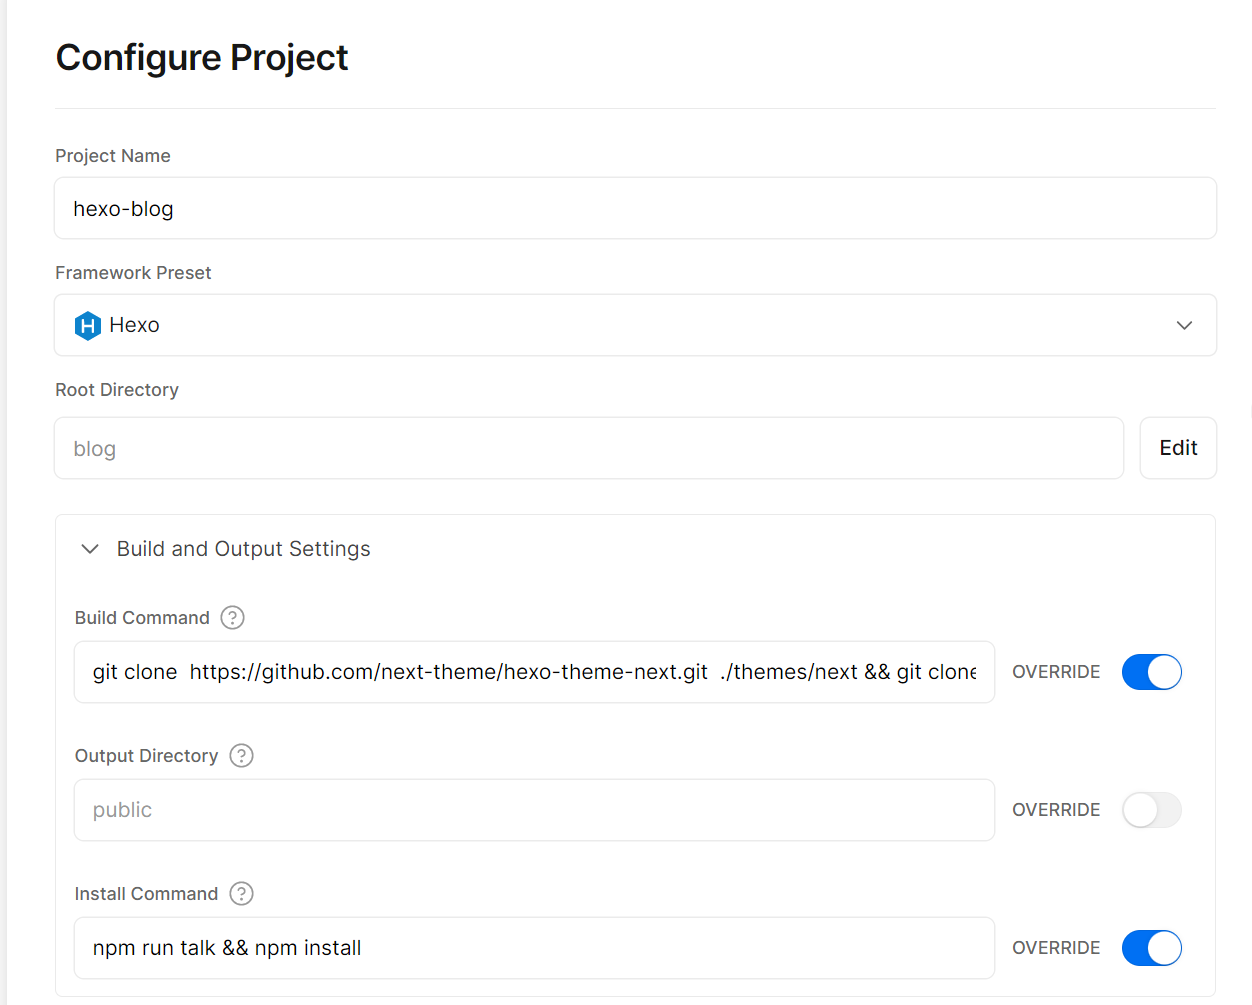 Configure Project
Project Name
hexo-blog
Framework Preset
Hexo
Root Directory
blog
Edit
Build and Output Settings
Build Command ?
git clone  https://github.com/next-theme/hexo-theme-next.git  ./themes/next && git clone
OVERRIDE
Output Directory ?
public
OVERRIDE
Install Command ?
npm run talk && npm install
OVERRIDE